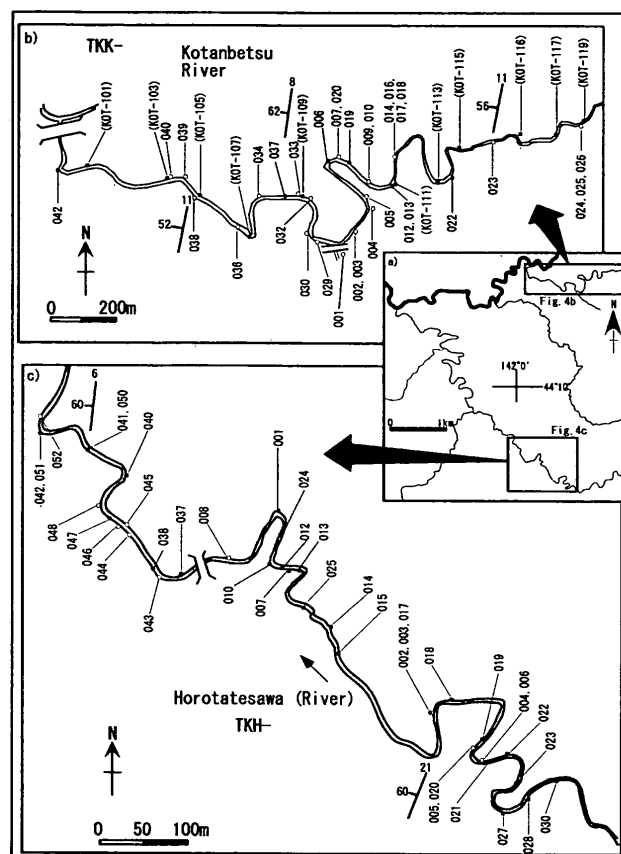 b)
TKK-
Kotanbetsu
River
(KOT-101)
(KOT-103)
040
039
(KOT-105)
(KOT-107)
034
037
8
62
033
(KOT-109)
006
007, 020
019
009, 010
014, 016,
017, 018
(KOT-113)
(KOT-115)
11
56
(KOT-116)
(KOT-117)
(KOT-119)
042
11
52
038
036
032
030
029
001
002, 003
004
005
012, 013
(KOT-111)
022
023
024, 025, 026
N
0 200m
a)
Fig. 4b
N
142°0'
44°10'
0 1km
Fig. 4c
c)
6
60
041, 050
040
042, 051
052
045
048
047
046
044
038
037
043
008
001
024
012
013
010
007
025
014
015
Horotatesawa (River)
TKH-
002, 003, 017
018
019
004, 006
022
023
21
60
005, 020
021
027
028
030
N
0 50 100m